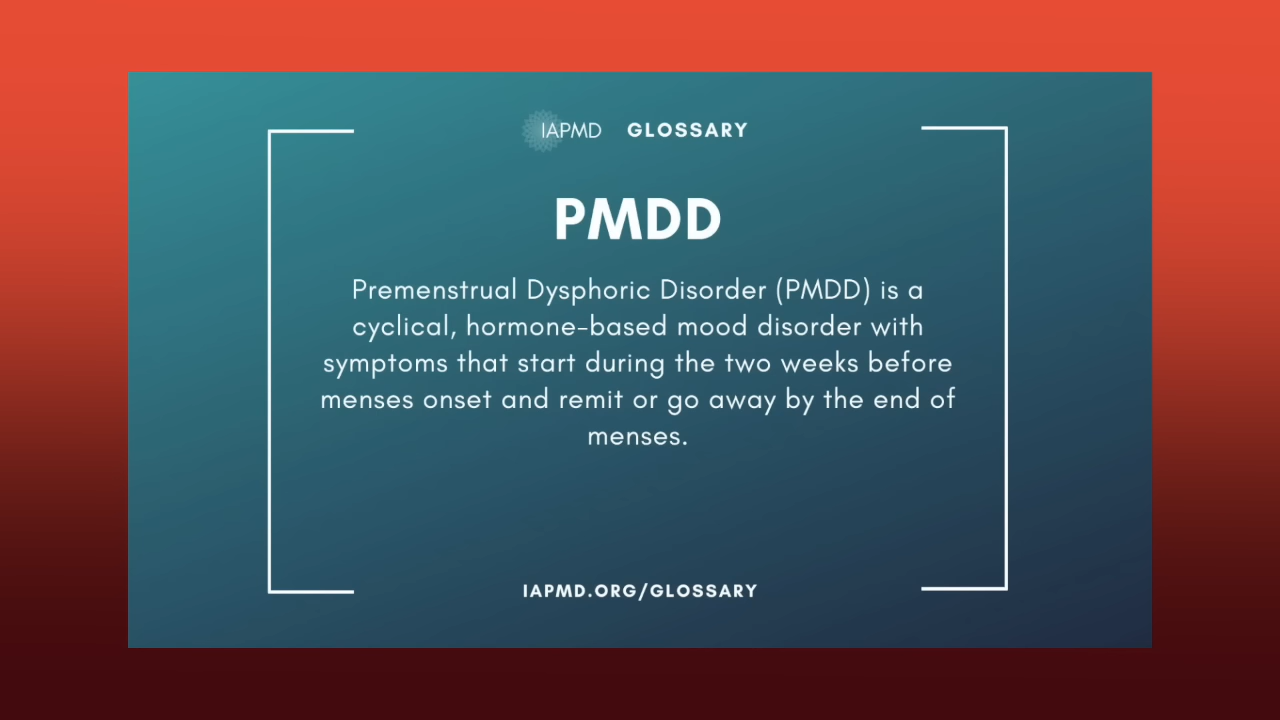 IAPMD GLOSSARY
PMDD
Premenstrual Dysphoric Disorder (PMDD) is a
cyclical, hormone-based mood disorder with
symptoms that start during the two weeks before
menses onset and remit or go away by the end of
menses.
IAPMD.ORG/GLOSSARY